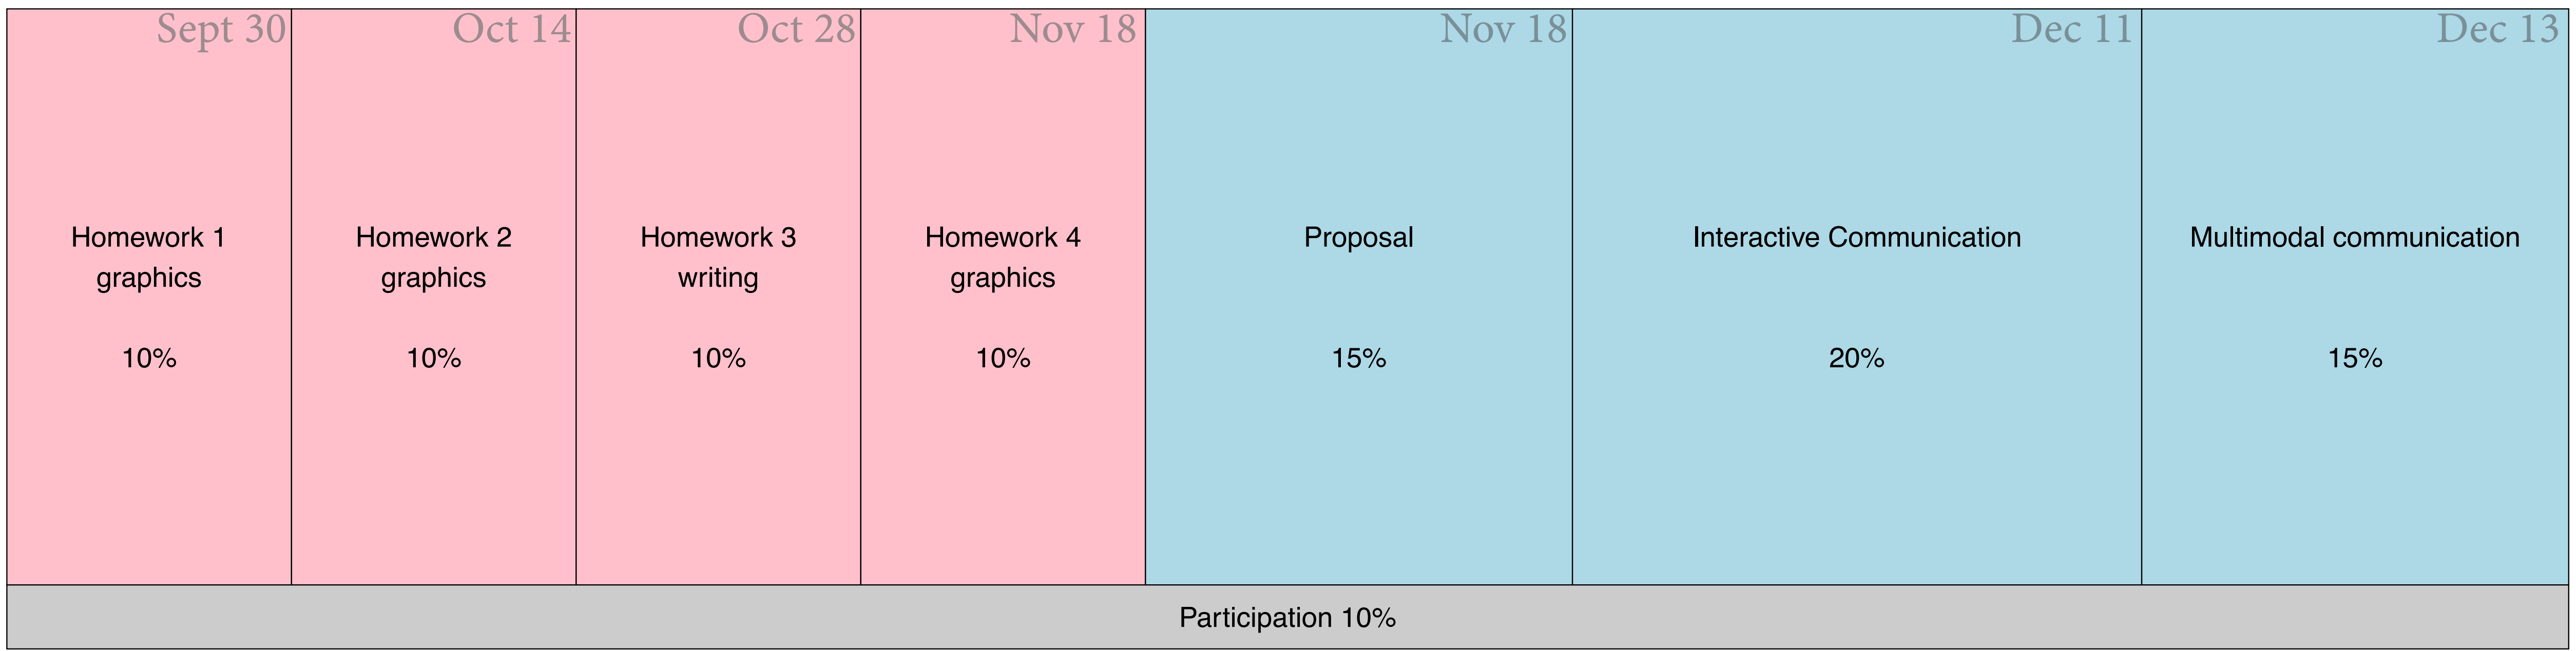 Sept 30
Oct 14
Oct 28
Nov 18
Nov 18
Dec 11
Dec 13
Homework 1
graphics
10%
Homework 2
graphics
10%
Homework 3
writing
10%
Homework 4
graphics
10%
Proposal
15%
Interactive Communication
20%
Multimodal communication
15%
Participation 10%